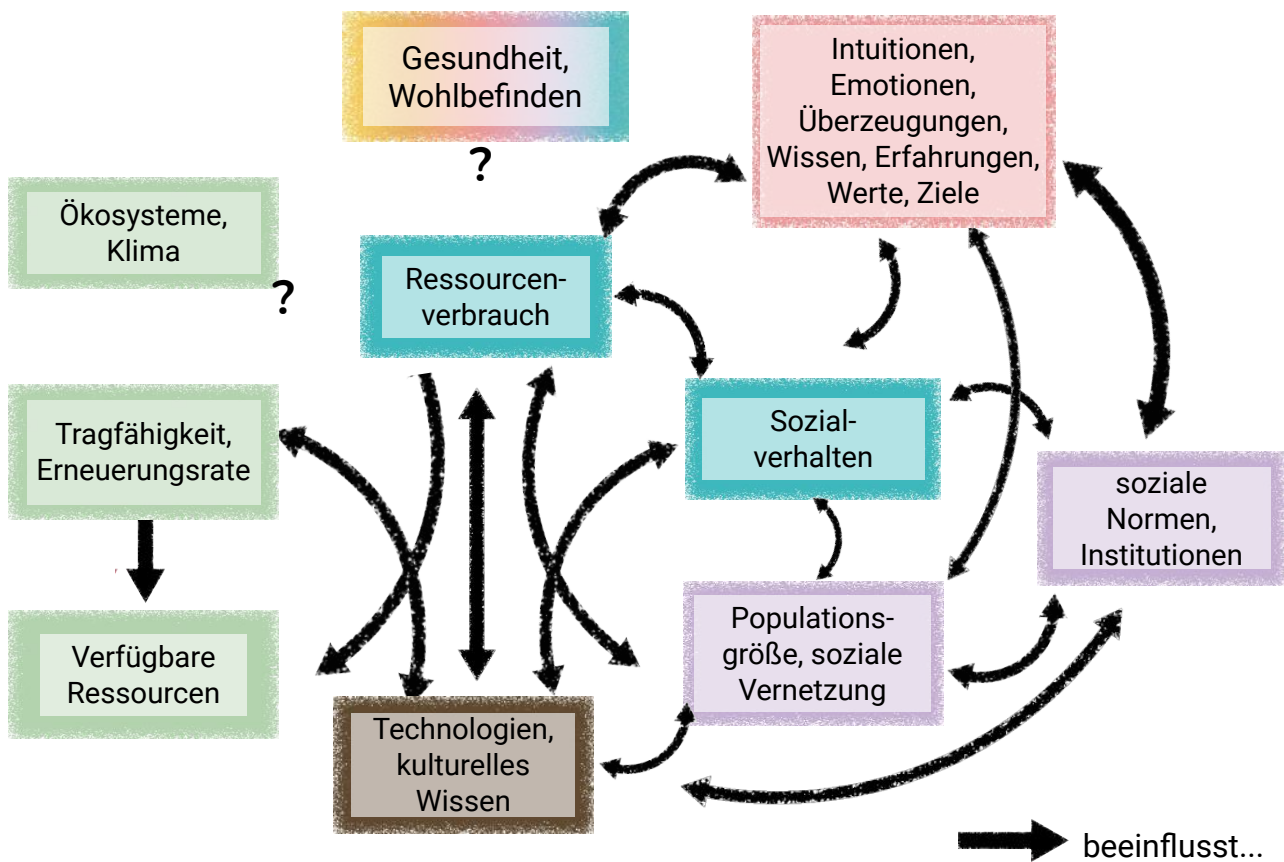 Gesundheit,
Wohlbefinden
?
Intuitionen,
Emotionen,
Überzeugungen,
Wissen, Erfahrungen,
Werte, Ziele
Ökosysteme,
Klima
?
Ressourcen-
verbrauch
Tragfähigkeit,
Erneuerungsrate
Sozial-
verhalten
soziale
Normen,
Institutionen
Verfügbare
Ressourcen
Populations-
größe, soziale
Vernetzung
Technologien,
kulturelles
Wissen
beeinflusst...